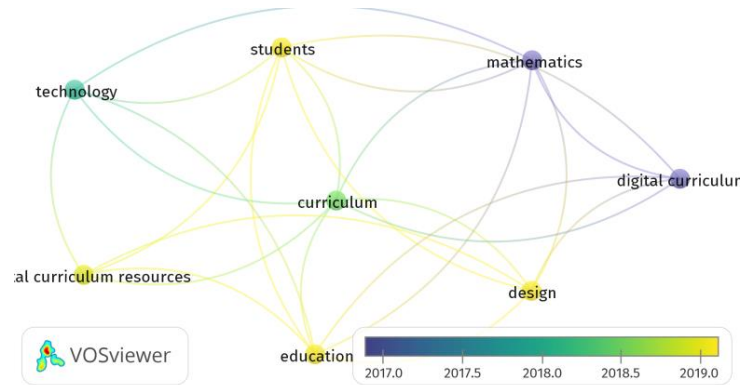 students
mathematics
technology
digital curriculum
curriculum
al curriculum resources
design
VOSviewer
education
2017.0 2017.5 2018.0 2018.5 2019.0